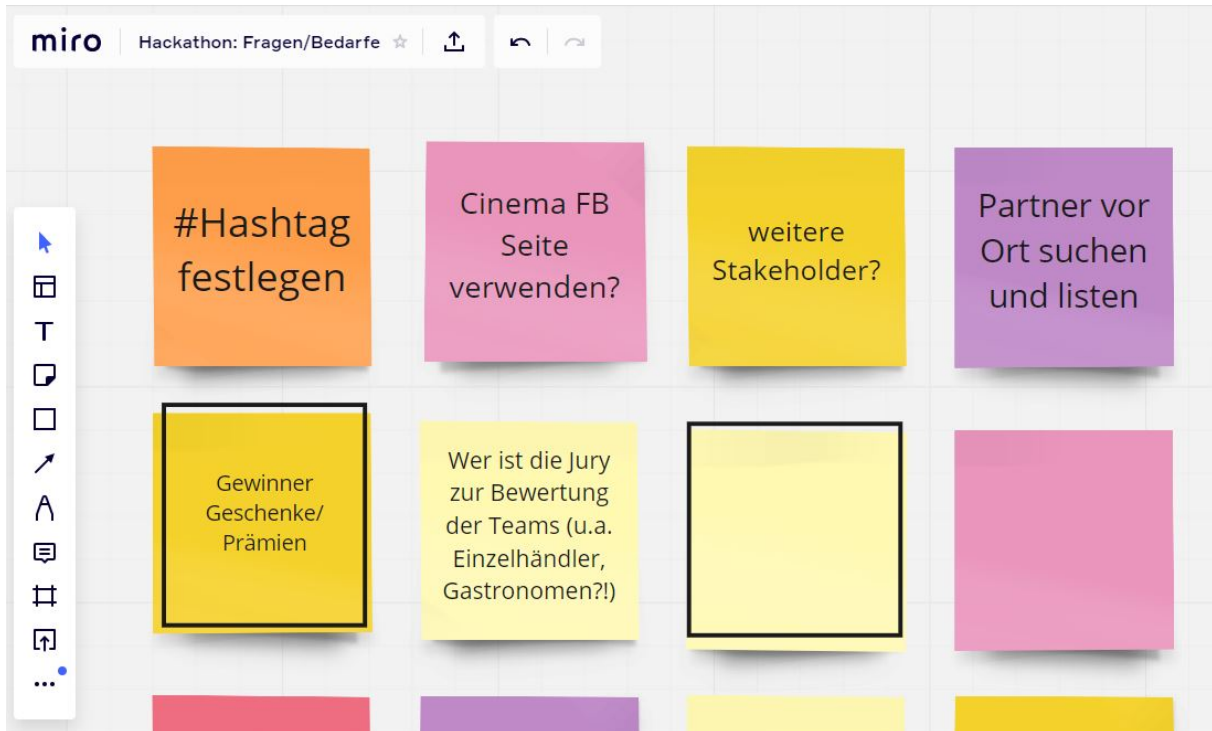 miro
Hackathon: Fragen/Bedarfe
#Hashtag
festlegen
Cinema FB
Seite
verwenden?
weitere
Stakeholder?
Partner vor
Ort suchen
und listen
Gewinner
Geschenke/
Prämien
Wer ist die Jury
zur Bewertung
der Teams (u.a.
Einzelhändler,
Gastronomen?!)